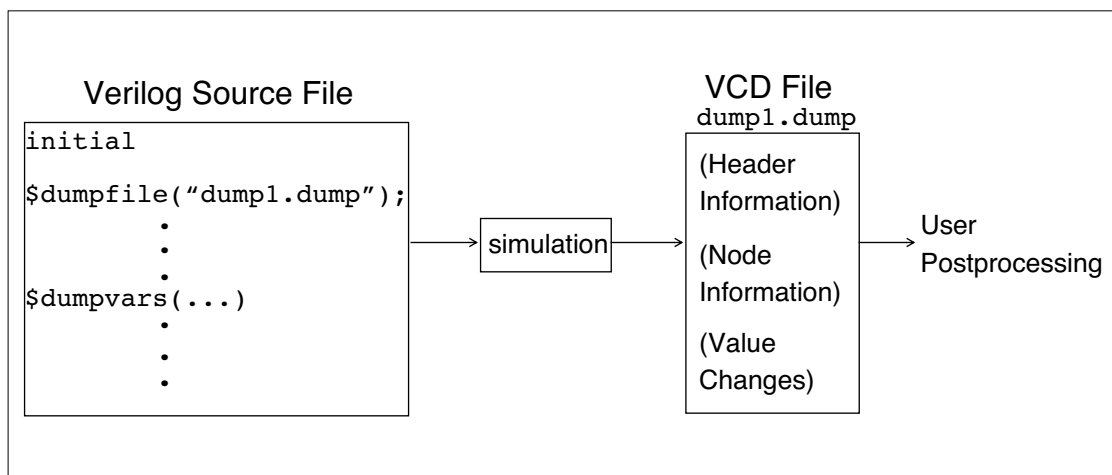 Verilog Source File
initial
$dumpfile(“dump1.dump”);
$dumpvars(...)
simulation
VCD File
dump1.dump
(Header
Information)
(Node
Information)
(Value
Changes)
User
Postprocessing